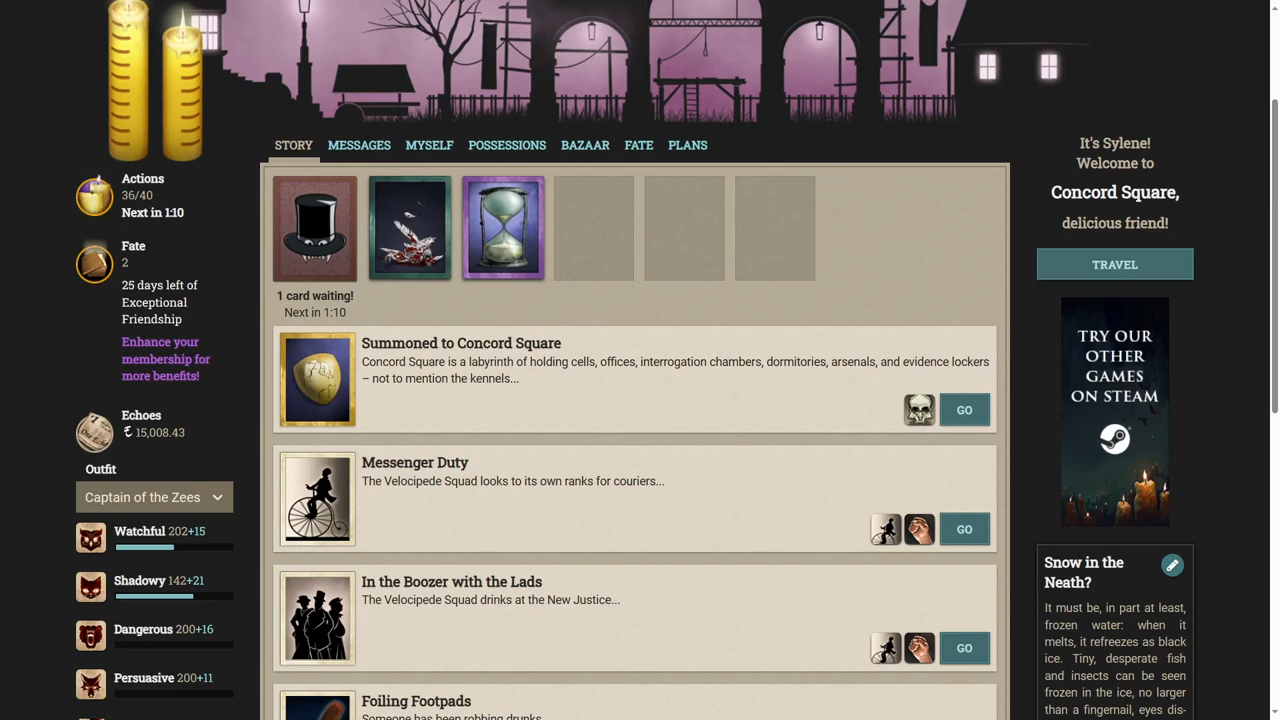 STORY MESSAGES MYSELF POSSESSIONS BAZAAR FATE PLANS
Actions
36/40
Next in 1:10
Fate
2
25 days left of
Exceptional
Friendship
Enhance your
membership for
more benefits!
Echoes
15,008.43
Outfit
Captain of the Zees
Watchful 202+15
Shadowy 142+21
Dangerous 200+16
Persuasive 200+11
1 card waiting!
Next in 1:10
Summoned to Concord Square
Concord Square is a labyrinth of holding cells, offices, interrogation chambers, dormitories, arsenals, and evidence lockers
– not to mention the kennels...
GO
Messenger Duty
The Velocipede Squad looks to its own ranks for couriers...
GO
In the Boozer with the Lads
The Velocipede Squad drinks at the New Justice...
GO
Foiling Footpads
Someone has been robbing drunks
It's Sylene!
Welcome to
Concord Square,
delicious friend!
TRAVEL
TRY OUR
OTHER
GAMES
ON STEAM
Snow in the
Neath?
It must be, in part at least,
frozen water: when it
melts, it refreezes as black
ice. Tiny, desperate fish
and insects can be seen
frozen in the ice, no larger
than a fingernail, eyes dis-